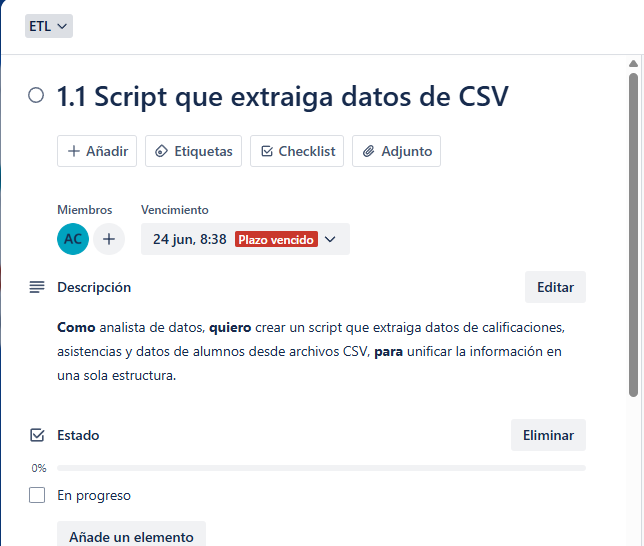 ETL
1.1 Script que extraiga datos de CSV
Añadir
Etiquetas
Checklist
Adjunto
Miembros
Vencimiento
AC
24 jun, 8:38 Plazo vencido
Descripción
Editar
Como analista de datos, quiero crear un script que extraiga datos de calificaciones,
asistencias y datos de alumnos desde archivos CSV, para unificar la información en
una sola estructura.
Estado
Eliminar
0%
En progreso
Añade un elemento